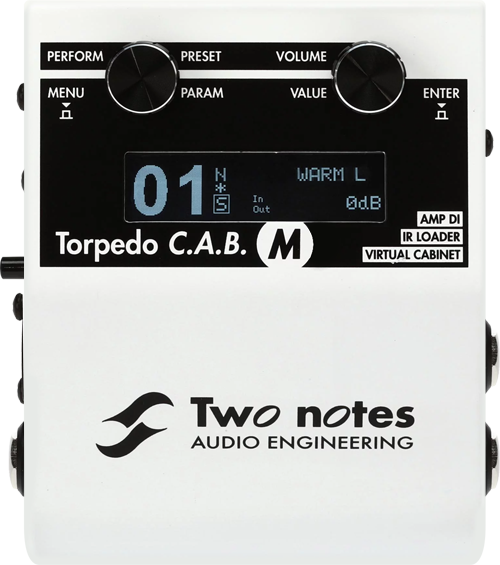 PERFORM PRESET VOLUME
MENU PARAM VALUE ENTER
01 N WARM L
*
S In
Out 0dB
AMP DI
IR LOADER
VIRTUAL CABINET
Torpedo C.A.B. M
Two notes
AUDIO ENGINEERING